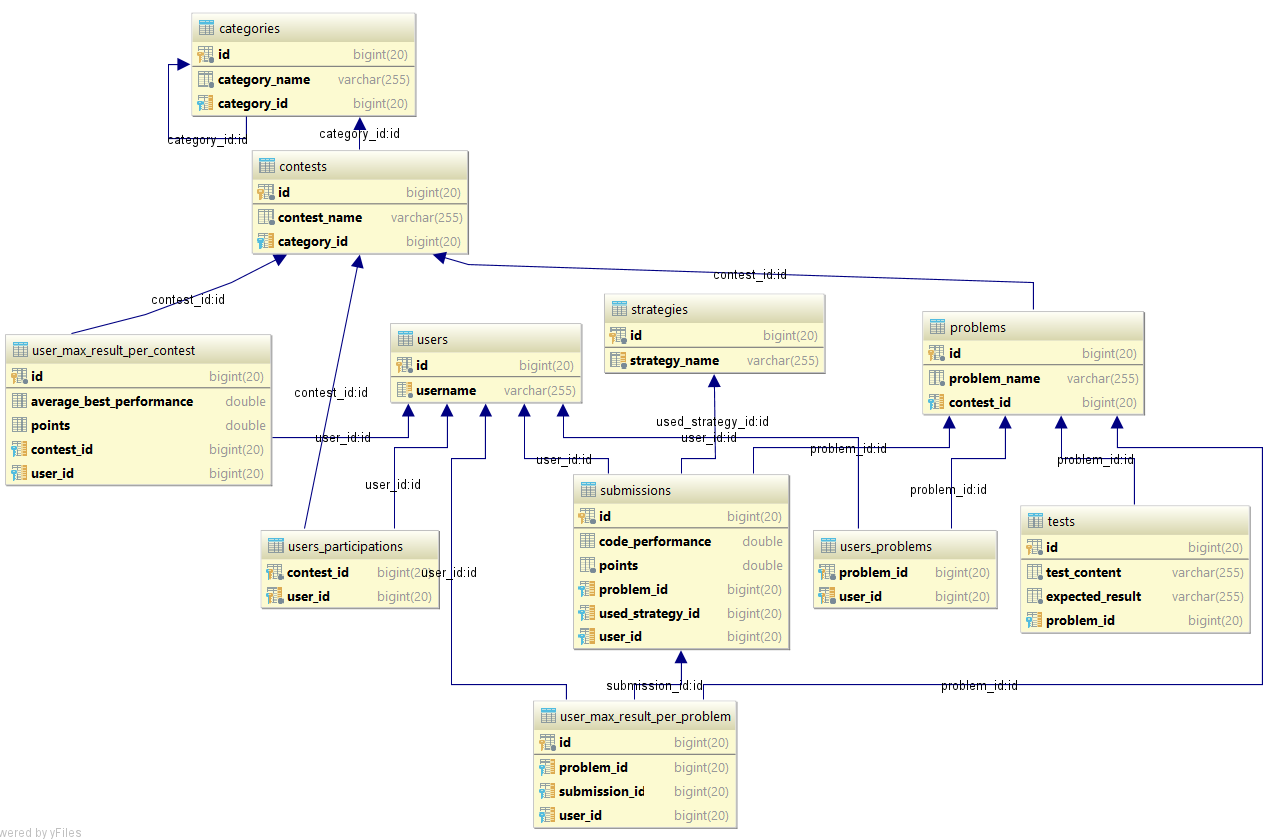 categories
id bigint(20)
category_name varchar(255)
category_id bigint(20)
category_id:id
category_id:id
contests
id bigint(20)
contest_name varchar(255)
category_id bigint(20)
contest_id:id
contest_id:id
contest_id:id
user_max_result_per_contest
id bigint(20)
average_best_performance double
points double
contest_id bigint(20)
user_id bigint(20)
users
id bigint(20)
username varchar(255)
strategies
id bigint(20)
strategy_name varchar(255)
problems
id bigint(20)
problem_name varchar(255)
contest_id bigint(20)
user_id:id
used_strategy_id:id
user_id:id
problem_id:id
user_id:id
problem_id:id
user_id:id
problem_id:id
users_participations
contest_id bigint(20)
user_id bigint(20)
user_id:id
submissions
id bigint(20)
code_performance double
points double
problem_id bigint(20)
used_strategy_id bigint(20)
user_id bigint(20)
users_problems
problem_id bigint(20)
user_id bigint(20)
tests
id bigint(20)
test_content varchar(255)
expected_result varchar(255)
problem_id bigint(20)
submission_id:id
problem_id:id
user_max_result_per_problem
id bigint(20)
problem_id bigint(20)
submission_id bigint(20)
user_id bigint(20)
wered by yFiles